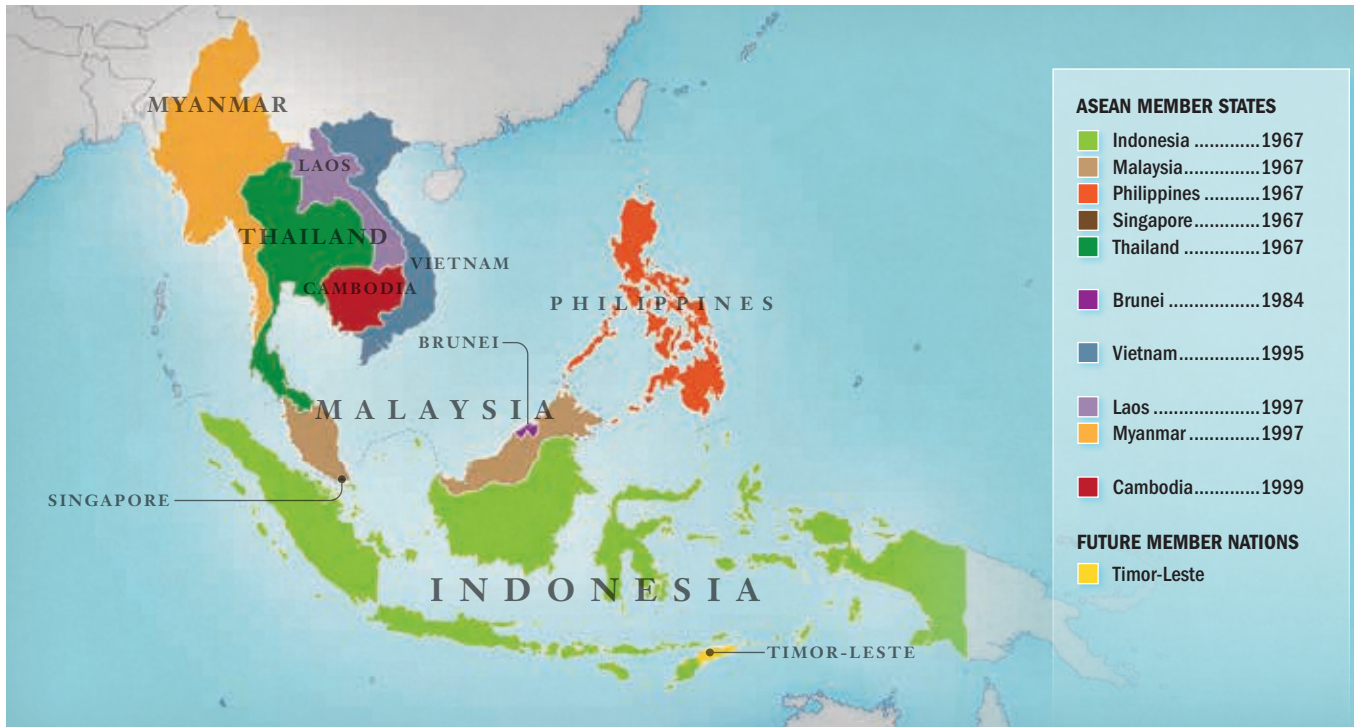 MYANMAR
LAOS
THAILAND
VIETNAM
CAMBODIA
PHILIPPINES
BRUNEI
MALAYSIA
SINGAPORE
INDONESIA
TIMOR-LESTE
ASEAN MEMBER STATES
Indonesia .............1967
Malaysia..............1967
Philippines ...........1967
Singapore ............1967
Thailand ..............1967
Brunei .................1984
Vietnam...............1995
Laos ...................1997
Myanmar .............1997
Cambodia.............1999
FUTURE MEMBER NATIONS
Timor-Leste